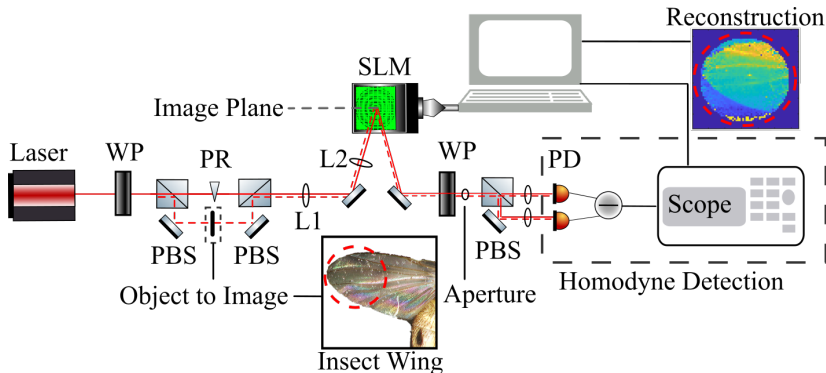 Reconstruction
SLM
Image Plane
Laser
WP
PR
L2
WP
PD
L1
Scope
PBS
PBS
PBS
Object to Image
Aperture
Homodyne Detection
Insect Wing